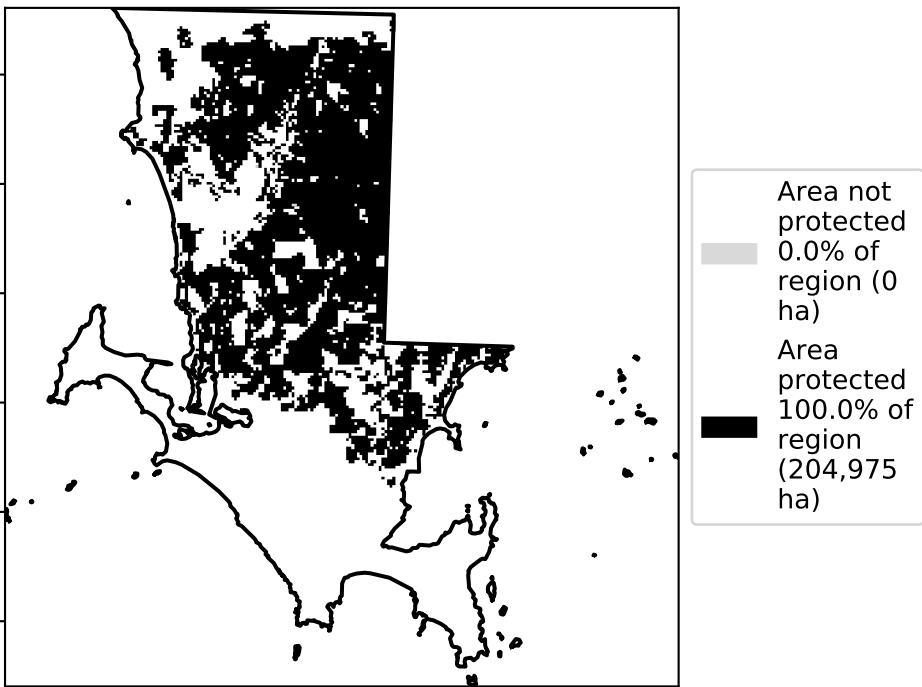 Area not
protected
0.0% of
region (0
ha)
Area
protected
100.0% of
region
(204,975
ha)